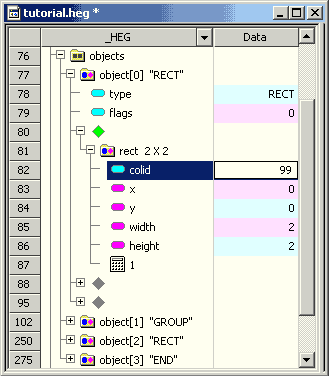 tutorial.heg *
_HEG Data
76 objects
77 object[0] "RECT"
78 type RECT
79 flags 0
80
81 rect 2 X 2
82 colid 99
83 x 0
84 y 0
85 width 2
86 height 2
87 1
88
95
102 object[1] "GROUP"
250 object[2] "RECT"
275 object[3] "END"